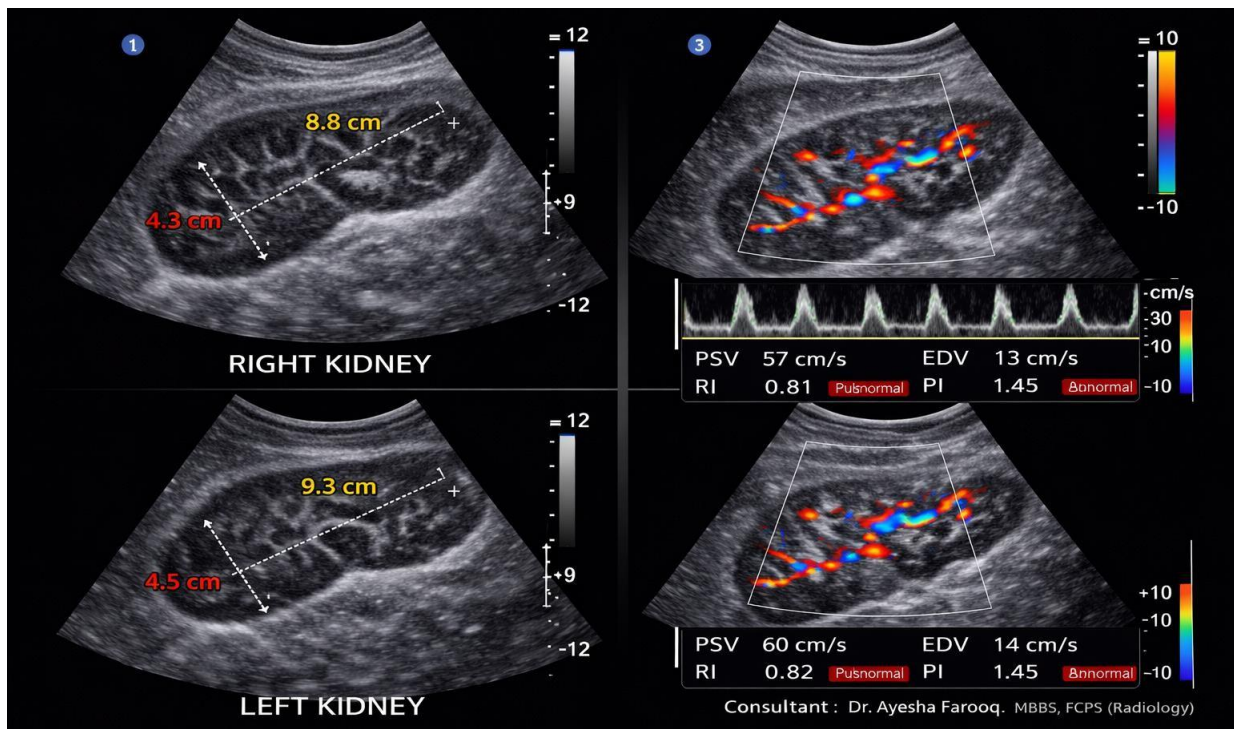 1
= 12
8.8 cm
4.3 cm
+9
-12
RIGHT KIDNEY
= 12
9.3 cm
4.5 cm
+9
-12
LEFT KIDNEY
3
= 10
--10
-cm/s
-30
-10
-10
PSV 57 cm/s EDV 13 cm/s
RI 0.81 Pulsnormal PI 1.45 Abnormal
+10
-10
-10
PSV 60 cm/s EDV 14 cm/s
RI 0.82 Pulsnormal PI 1.45 Abnnormal
Consultant : Dr. Ayesha Farooq. MBBS, FCPS (Radiology)